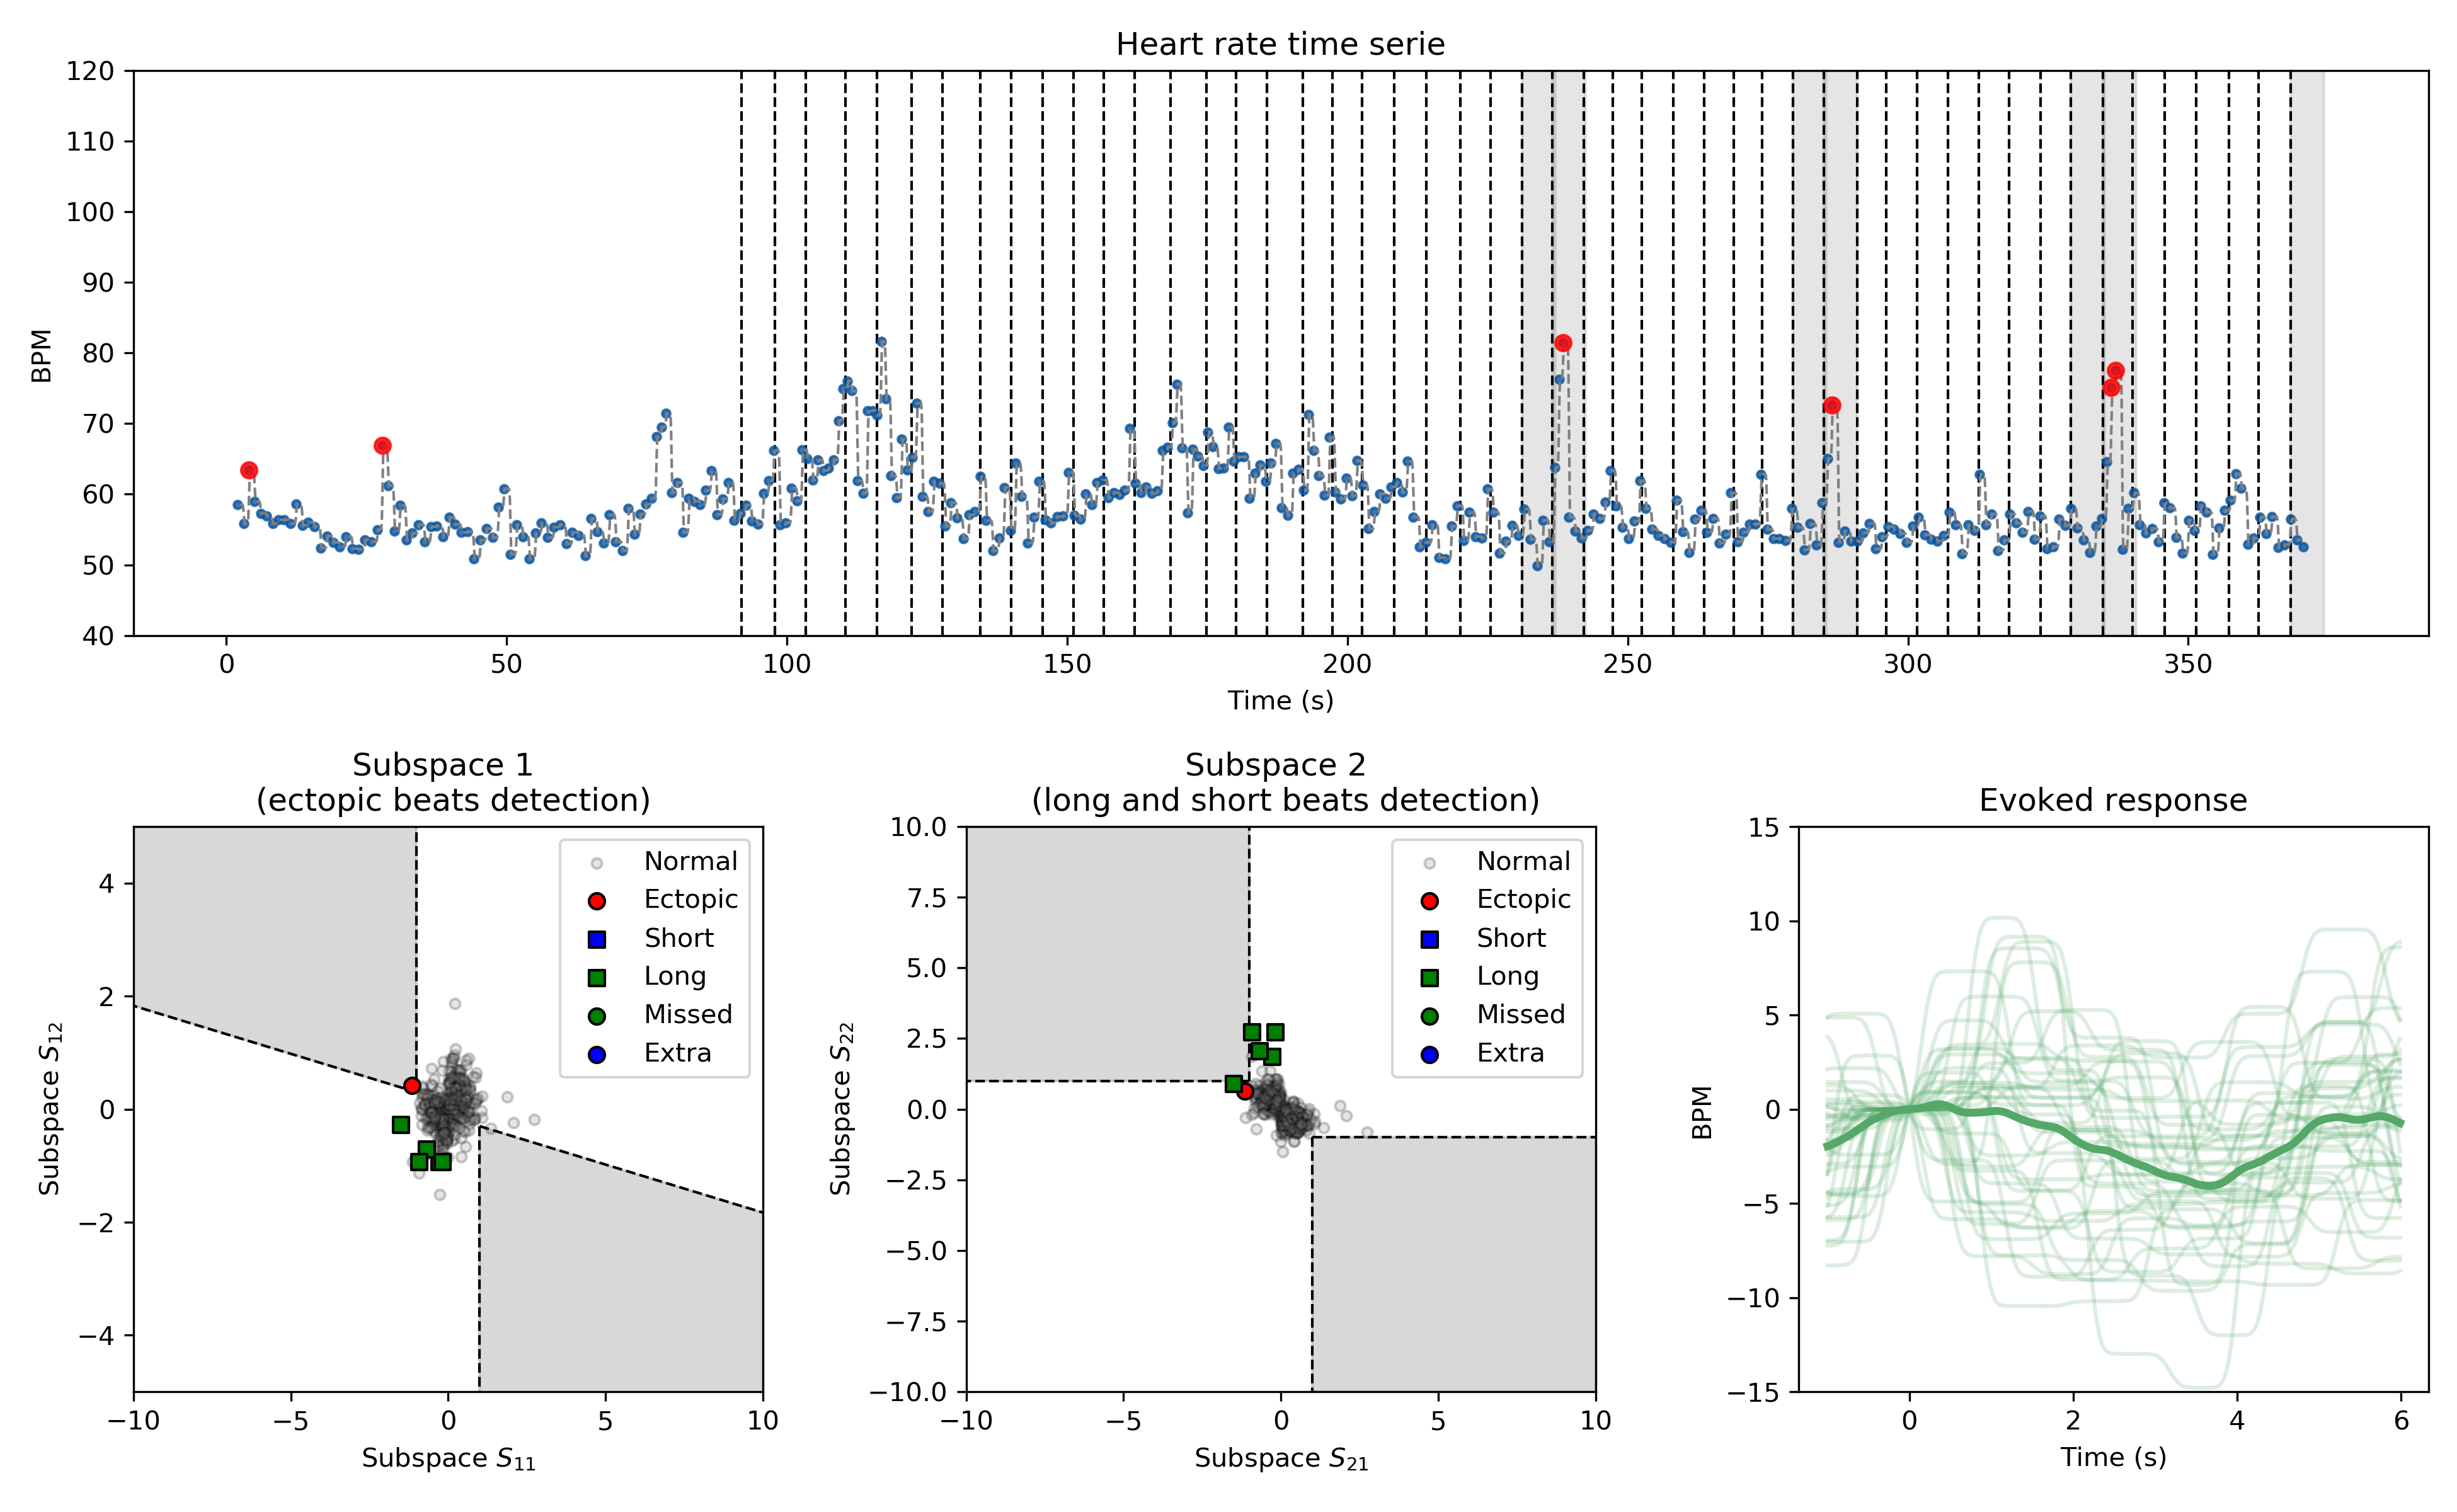 Heart rate time serie
120
110
100
90
80
70
60
50
40
BPM
0 50 100 150 200 250 300 350
Time (s)
Subspace 1
(ectopic beats detection)
4
2
0
−2
−4
Subspace S12
Normal
Ectopic
Short
Long
Missed
Extra
−10 −5 0 5 10
Subspace S11
Subspace 2
(long and short beats detection)
10.0
7.5
5.0
2.5
0.0
−2.5
−5.0
−7.5
−10.0
Subspace S22
Normal
Ectopic
Short
Long
Missed
Extra
−10 −5 0 5 10
Subspace S21
Evoked response
15
10
5
0
−5
−10
−15
BPM
0 2 4 6
Time (s)